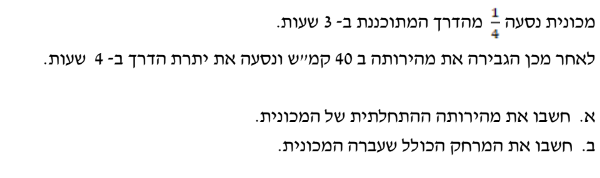 מכונית נסעה 1/4 מהדרך המתוכננת ב- 3 שעות.
לאחר מכן הגבירה את מהירותה ב 40 קמ״ש ונסעה את יתרת הדרך ב- 4 שעות.
א. חשבו את מהירותה ההתחלתית של המכונית.
ב. חשבו את המרחק הכולל שעברה המכונית.